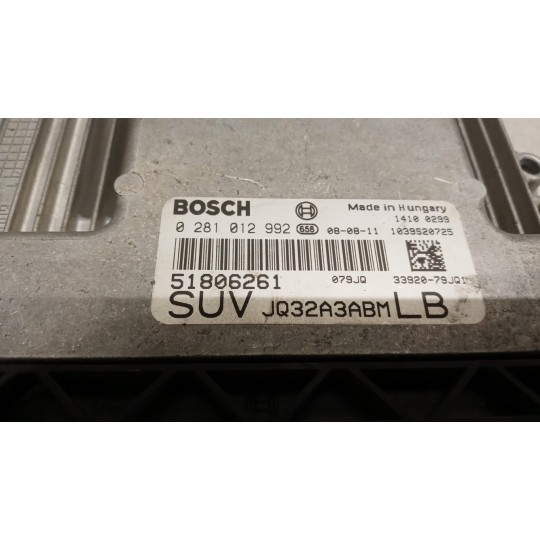 BOSCH Made in Hungary
1410 0299
0 281 012 992 656 08-08-11 1039S20725
51806261 079JQ 33920-79JQ1
SUV JQ32A3ABM LB